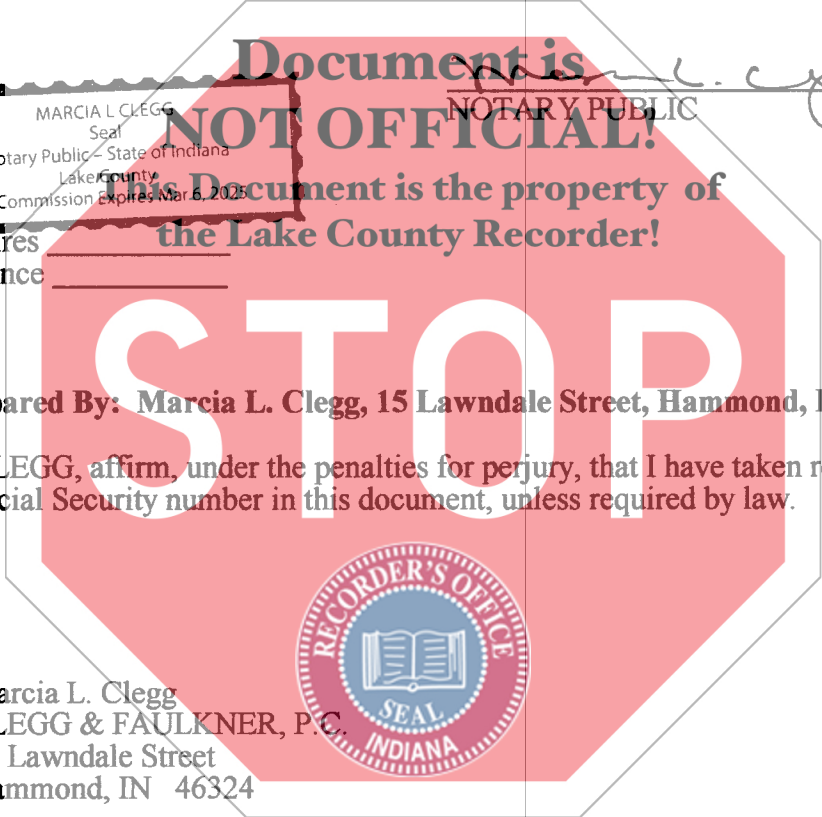 Document is
NOT OFFICIAL!
This Document is the property of
the Lake County Recorder!
MARCIA L CLEGG
Seal
otary Public – State of Indiana
Lake County
Commission Expires Mar 6, 2025
NOTARY PUBLIC
res
nce
STOP
ared By: Marcia L. Clegg, 15 Lawndale Street, Hammond, I
LEGG, affirm, under the penalties for perjury, that I have taken r
cial Security number in this document, unless required by law.
RECORDER'S OFFICE
SEAL
INDIANA
arcia L. Clegg
LEGG & FAULKNER, P.C.
Lawndale Street
ammond, IN 46324